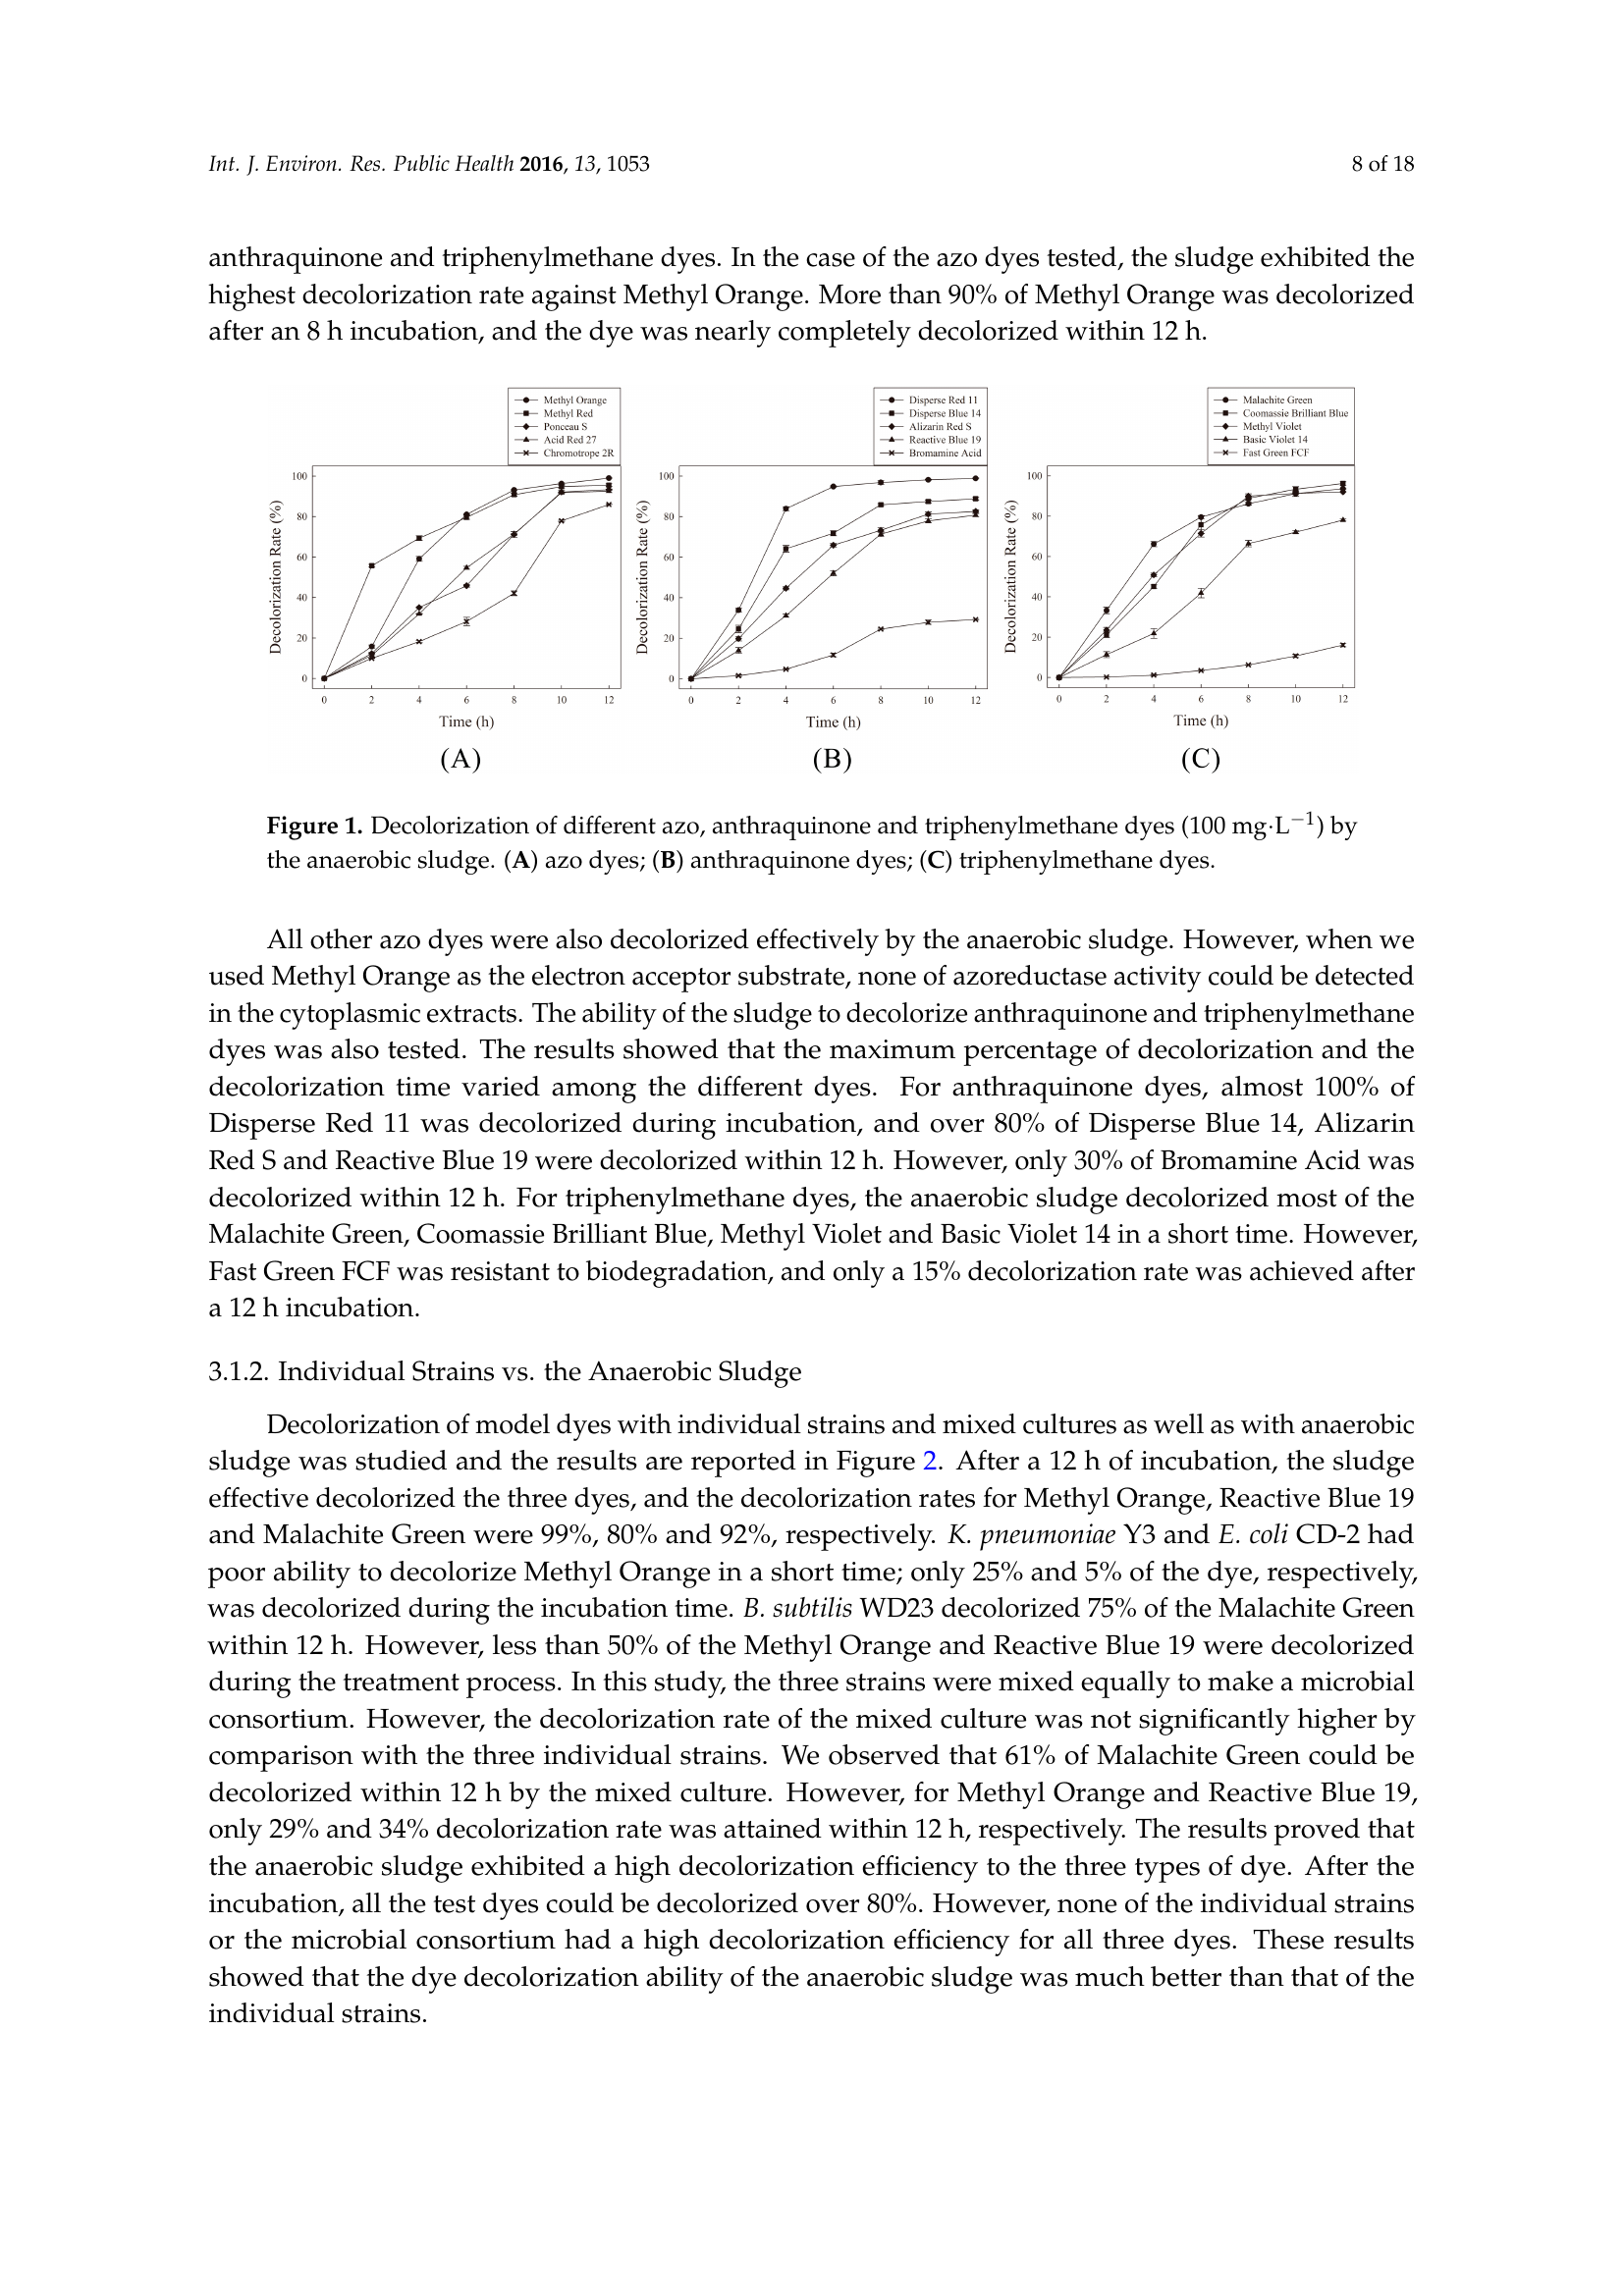 Int. J. Environ. Res. Public Health 2016, 13, 1053
8 of 18
anthraquinone and triphenylmethane dyes. In the case of the azo dyes tested, the sludge exhibited the
highest decolorization rate against Methyl Orange. More than 90% of Methyl Orange was decolorized
after an 8 h incubation, and the dye was nearly completely decolorized within 12 h.
Methyl Orange
Methyl Red
Ponceau S
Acid Red 27
Chromotrope 2R
100
80
60
40
20
0
Decolorization Rate (%)
0 2 4 6 8 10 12
Time (h)
(A)
Disperse Red 11
Disperse Blue 14
Alizarin Red S
Reactive Blue 19
Bromamine Acid
100
80
60
40
20
0
Decolorization Rate (%)
0 2 4 6 8 10 12
Time (h)
(B)
Malachite Green
Coomassie Brilliant Blue
Methyl Violet
Basic Violet 14
Fast Green FCF
100
80
60
40
20
0
Decolorization Rate (%)
0 2 4 6 8 10 12
Time (h)
(C)
Figure 1. Decolorization of different azo, anthraquinone and triphenylmethane dyes (100 mg·L−1) by
the anaerobic sludge. (A) azo dyes; (B) anthraquinone dyes; (C) triphenylmethane dyes.
All other azo dyes were also decolorized effectively by the anaerobic sludge. However, when we
used Methyl Orange as the electron acceptor substrate, none of azoreductase activity could be detected
in the cytoplasmic extracts. The ability of the sludge to decolorize anthraquinone and triphenylmethane
dyes was also tested. The results showed that the maximum percentage of decolorization and the
decolorization time varied among the different dyes. For anthraquinone dyes, almost 100% of
Disperse Red 11 was decolorized during incubation, and over 80% of Disperse Blue 14, Alizarin
Red S and Reactive Blue 19 were decolorized within 12 h. However, only 30% of Bromamine Acid was
decolorized within 12 h. For triphenylmethane dyes, the anaerobic sludge decolorized most of the
Malachite Green, Coomassie Brilliant Blue, Methyl Violet and Basic Violet 14 in a short time. However,
Fast Green FCF was resistant to biodegradation, and only a 15% decolorization rate was achieved after
a 12 h incubation.
3.1.2. Individual Strains vs. the Anaerobic Sludge
Decolorization of model dyes with individual strains and mixed cultures as well as with anaerobic
sludge was studied and the results are reported in Figure 2. After a 12 h of incubation, the sludge
effective decolorized the three dyes, and the decolorization rates for Methyl Orange, Reactive Blue 19
and Malachite Green were 99%, 80% and 92%, respectively. K. pneumoniae Y3 and E. coli CD-2 had
poor ability to decolorize Methyl Orange in a short time; only 25% and 5% of the dye, respectively,
was decolorized during the incubation time. B. subtilis WD23 decolorized 75% of the Malachite Green
within 12 h. However, less than 50% of the Methyl Orange and Reactive Blue 19 were decolorized
during the treatment process. In this study, the three strains were mixed equally to make a microbial
consortium. However, the decolorization rate of the mixed culture was not significantly higher by
comparison with the three individual strains. We observed that 61% of Malachite Green could be
decolorized within 12 h by the mixed culture. However, for Methyl Orange and Reactive Blue 19,
only 29% and 34% decolorization rate was attained within 12 h, respectively. The results proved that
the anaerobic sludge exhibited a high decolorization efficiency to the three types of dye. After the
incubation, all the test dyes could be decolorized over 80%. However, none of the individual strains
or the microbial consortium had a high decolorization efficiency for all three dyes. These results
showed that the dye decolorization ability of the anaerobic sludge was much better than that of the
individual strains.